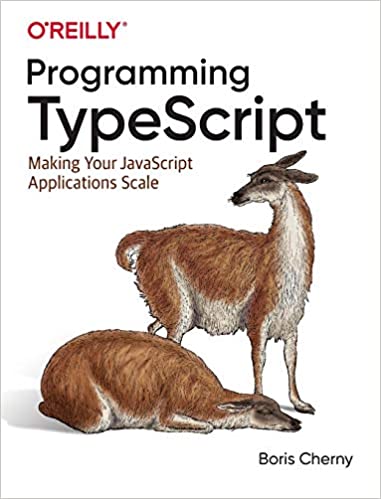 O'REILLY®
Programming
TypeScript
Making Your JavaScript
Applications Scale
Boris Cherny